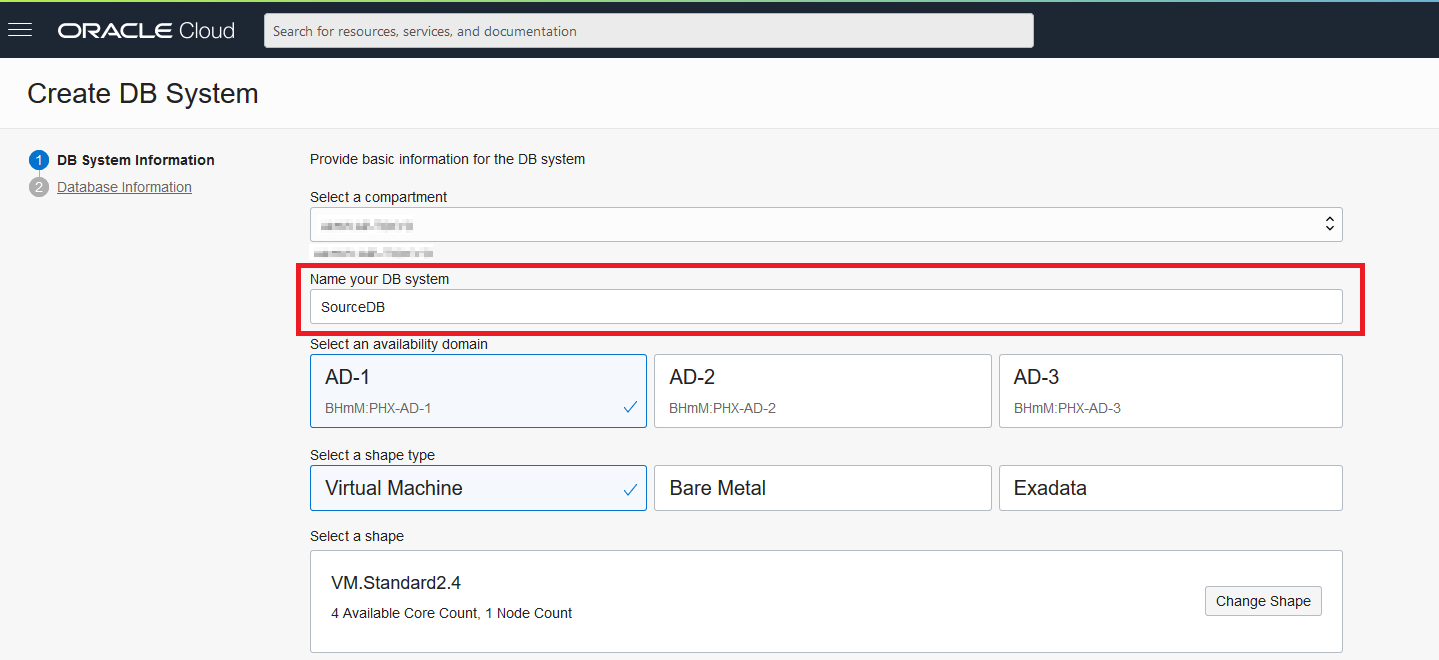 ORACLE Cloud
Search for resources, services, and documentation
Create DB System
1 DB System Information
2 Database Information
Provide basic information for the DB system
Select a compartment
Name your DB system
SourceDB
Select an availability domain
AD-1
BHmM:PHX-AD-1
AD-2
BHmM:PHX-AD-2
AD-3
BHmM:PHX-AD-3
Select a shape type
Virtual Machine
Bare Metal
Exadata
Select a shape
VM.Standard2.4
4 Available Core Count, 1 Node Count
Change Shape